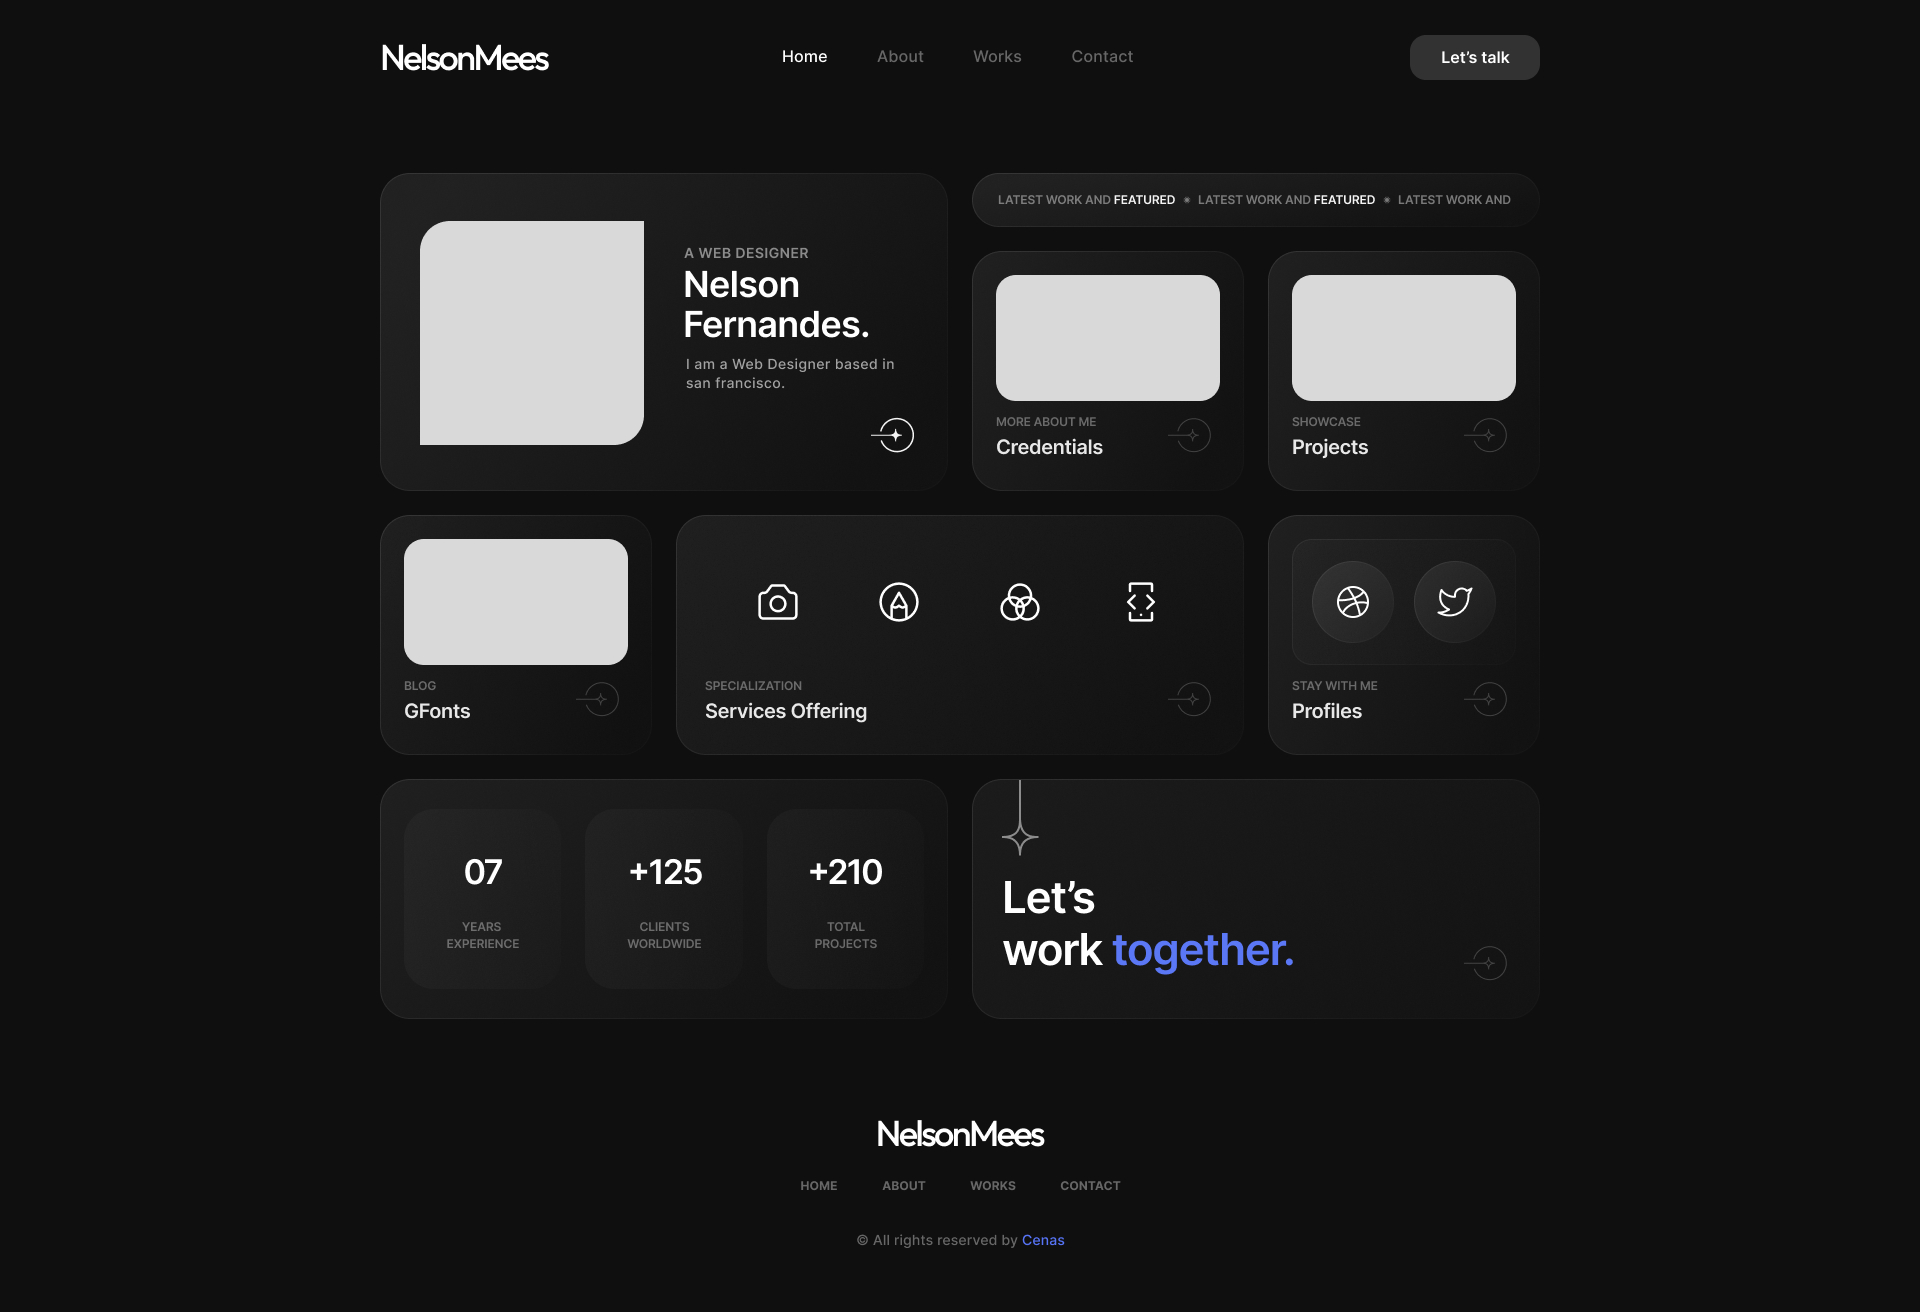 NelsonMees
Home About Works Contact
Let’s talk
LATEST WORK AND FEATURED LATEST WORK AND FEATURED LATEST WORK AND
A WEB DESIGNER
Nelson
Fernandes.
I am a Web Designer based in
san francisco.
MORE ABOUT ME
Credentials
SHOWCASE
Projects
BLOG
GFonts
SPECIALIZATION
Services Offering
STAY WITH ME
Profiles
07
YEARS
EXPERIENCE
+125
CLIENTS
WORLDWIDE
+210
TOTAL
PROJECTS
Let’s
work together.
NelsonMees
HOME ABOUT WORKS CONTACT
© All rights reserved by Cenas